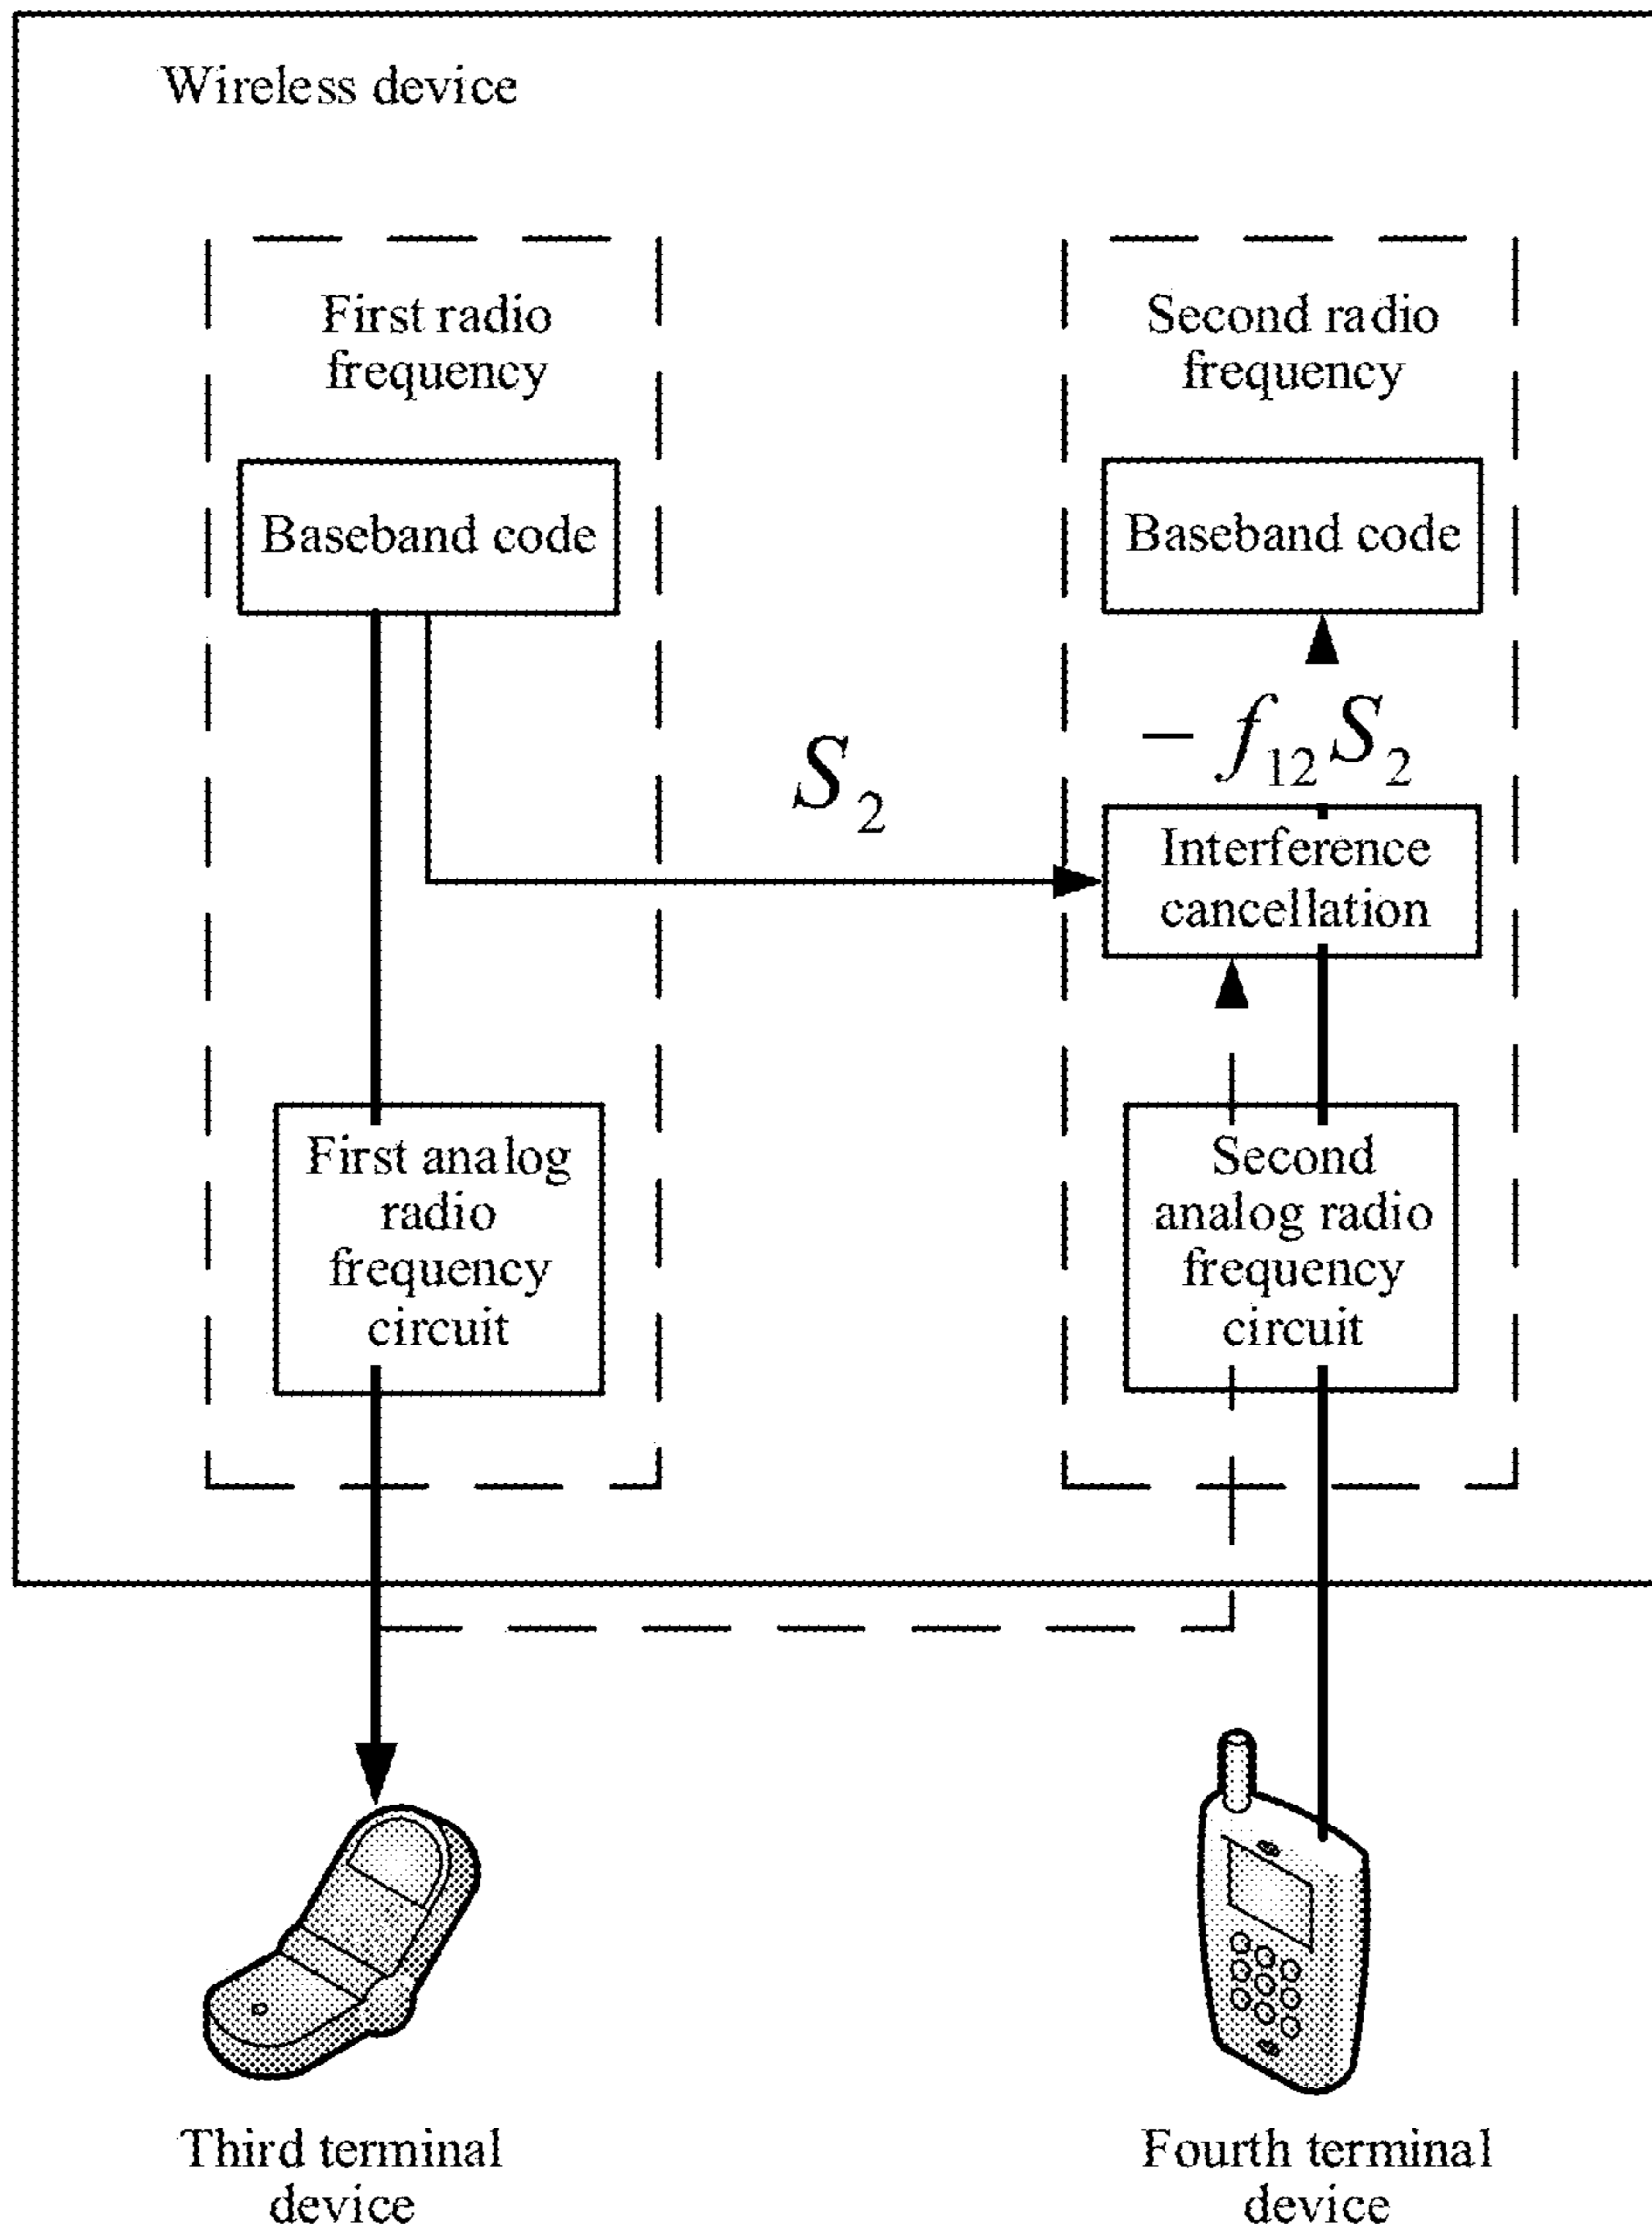 Wireless device
First radio
frequency
Baseband code
First analog
radio
frequency
circuit
S₂
Second radio
frequency
Baseband code
− f₁₂S₂
Interference
cancellation
Second
analog radio
frequency
circuit
Third terminal
device
Fourth terminal
device